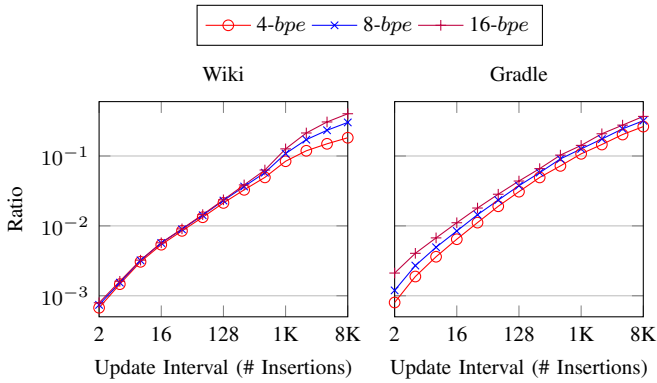 4-bpe 8-bpe 16-bpe
Wiki Gradle
Ratio
10⁻¹
10⁻²
10⁻³
2 16 128 1K 8K 2 16 128 1K 8K
Update Interval (# Insertions) Update Interval (# Insertions)